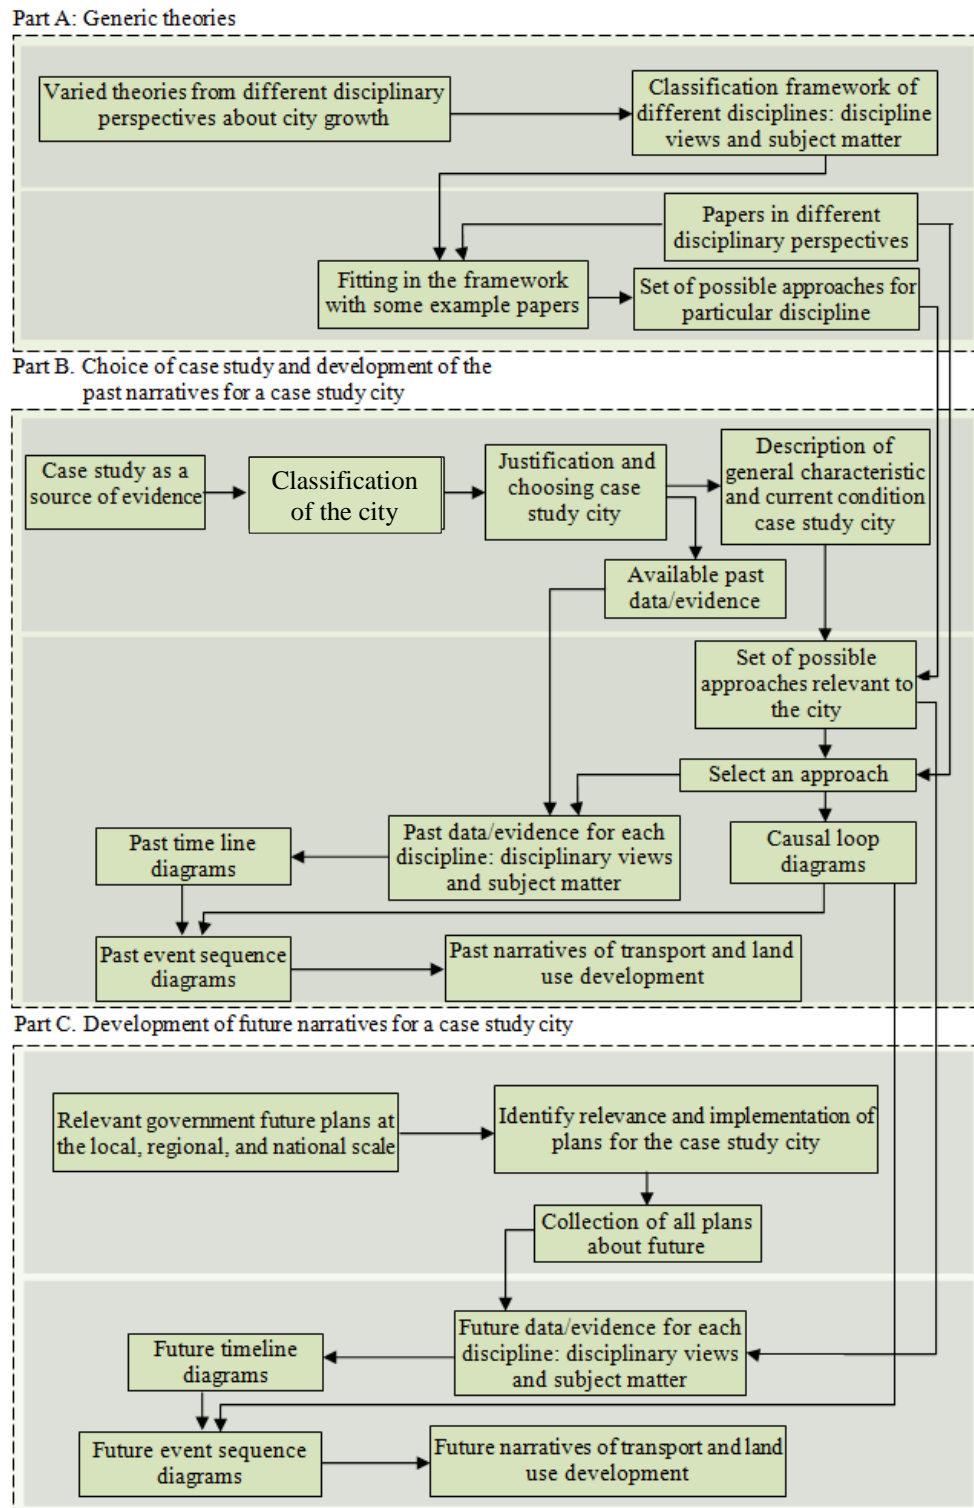 Part A: Generic theories
Varied theories from different disciplinary
perspectives about city growth
Classification framework of
different disciplines: discipline
views and subject matter
Papers in different
disciplinary perspectives
Fitting in the framework
with some example papers
Set of possible approaches for
particular discipline
Part B. Choice of case study and development of the
past narratives for a case study city
Case study as a
source of evidence
Classification
of the city
Justification and
choosing case
study city
Description of
general characteristic
and current condition
case study city
Available past
data/evidence
Set of possible
approaches relevant to
the city
Select an approach
Past time line
diagrams
Past data/evidence for each
discipline: disciplinary views
and subject matter
Causal loop
diagrams
Past event sequence
diagrams
Past narratives of transport and land
use development
Part C. Development of future narratives for a case study city
Relevant government future plans at
the local, regional, and national scale
Identify relevance and implementation of
plans for the case study city
Collection of all plans
about future
Future timeline
diagrams
Future data/evidence for each
discipline: disciplinary views
and subject matter
Future event sequence
diagrams
Future narratives of transport and land
use development